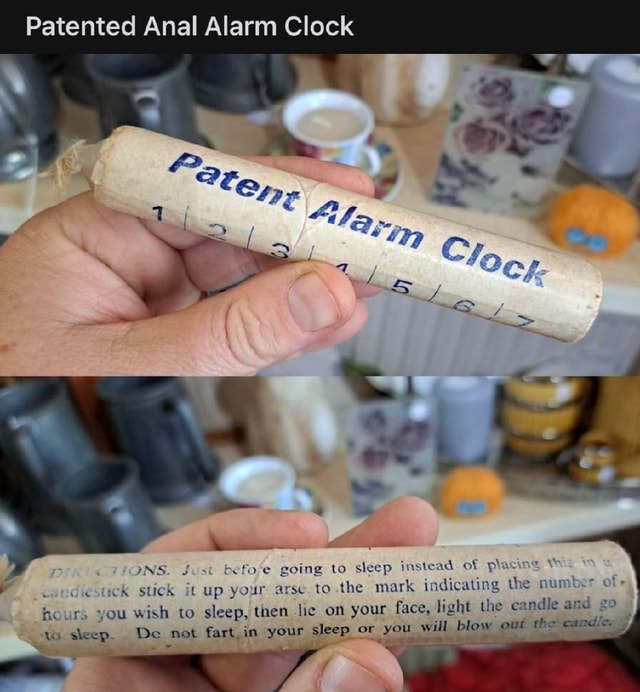 Patented Anal Alarm Clock
Patent Alarm Clock
1 | 2 | 3 | 4 | 5 | 6 | 7
DIRECTIONS. Just before going to sleep instead of placing this in a
candlestick stick it up your arse to the mark indicating the number of
hours you wish to sleep, then lie on your face, light the candle and go
to sleep. Do not fart in your sleep or you will blow out the candle.